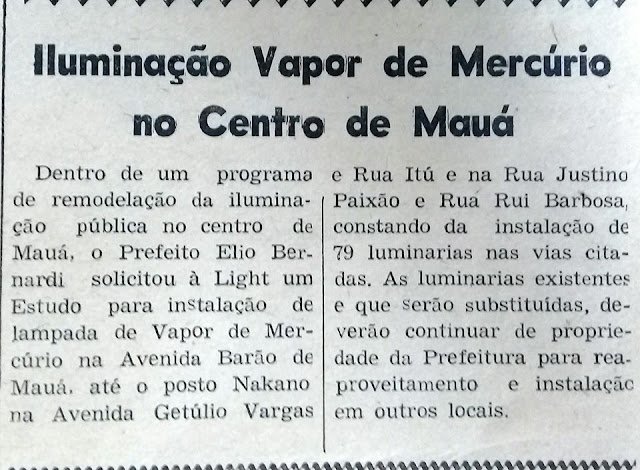 Iluminação Vapor de Mercúrio
no Centro de Mauá
Dentro de um programa
de remodelação da ilumina-
ção pública no centro de
Mauá, o Prefeito Elio Ber-
nardi solicitou à Light um
Estudo para instalação de
lampada de Vapor de Mer-
cúrio na Avenida Barão de
Mauá, até o posto Nakano
na Avenida Getúlio Vargas
e Rua Itú e na Rua Justino
Paixão e Rua Rui Barbosa,
constando da instalação de
79 luminarias nas vias cita-
das. As luminarias existentes
e que serão substituídas, de-
verão continuar de proprie-
dade da Prefeitura para rea-
proveitamento e instalação
em outros locais.